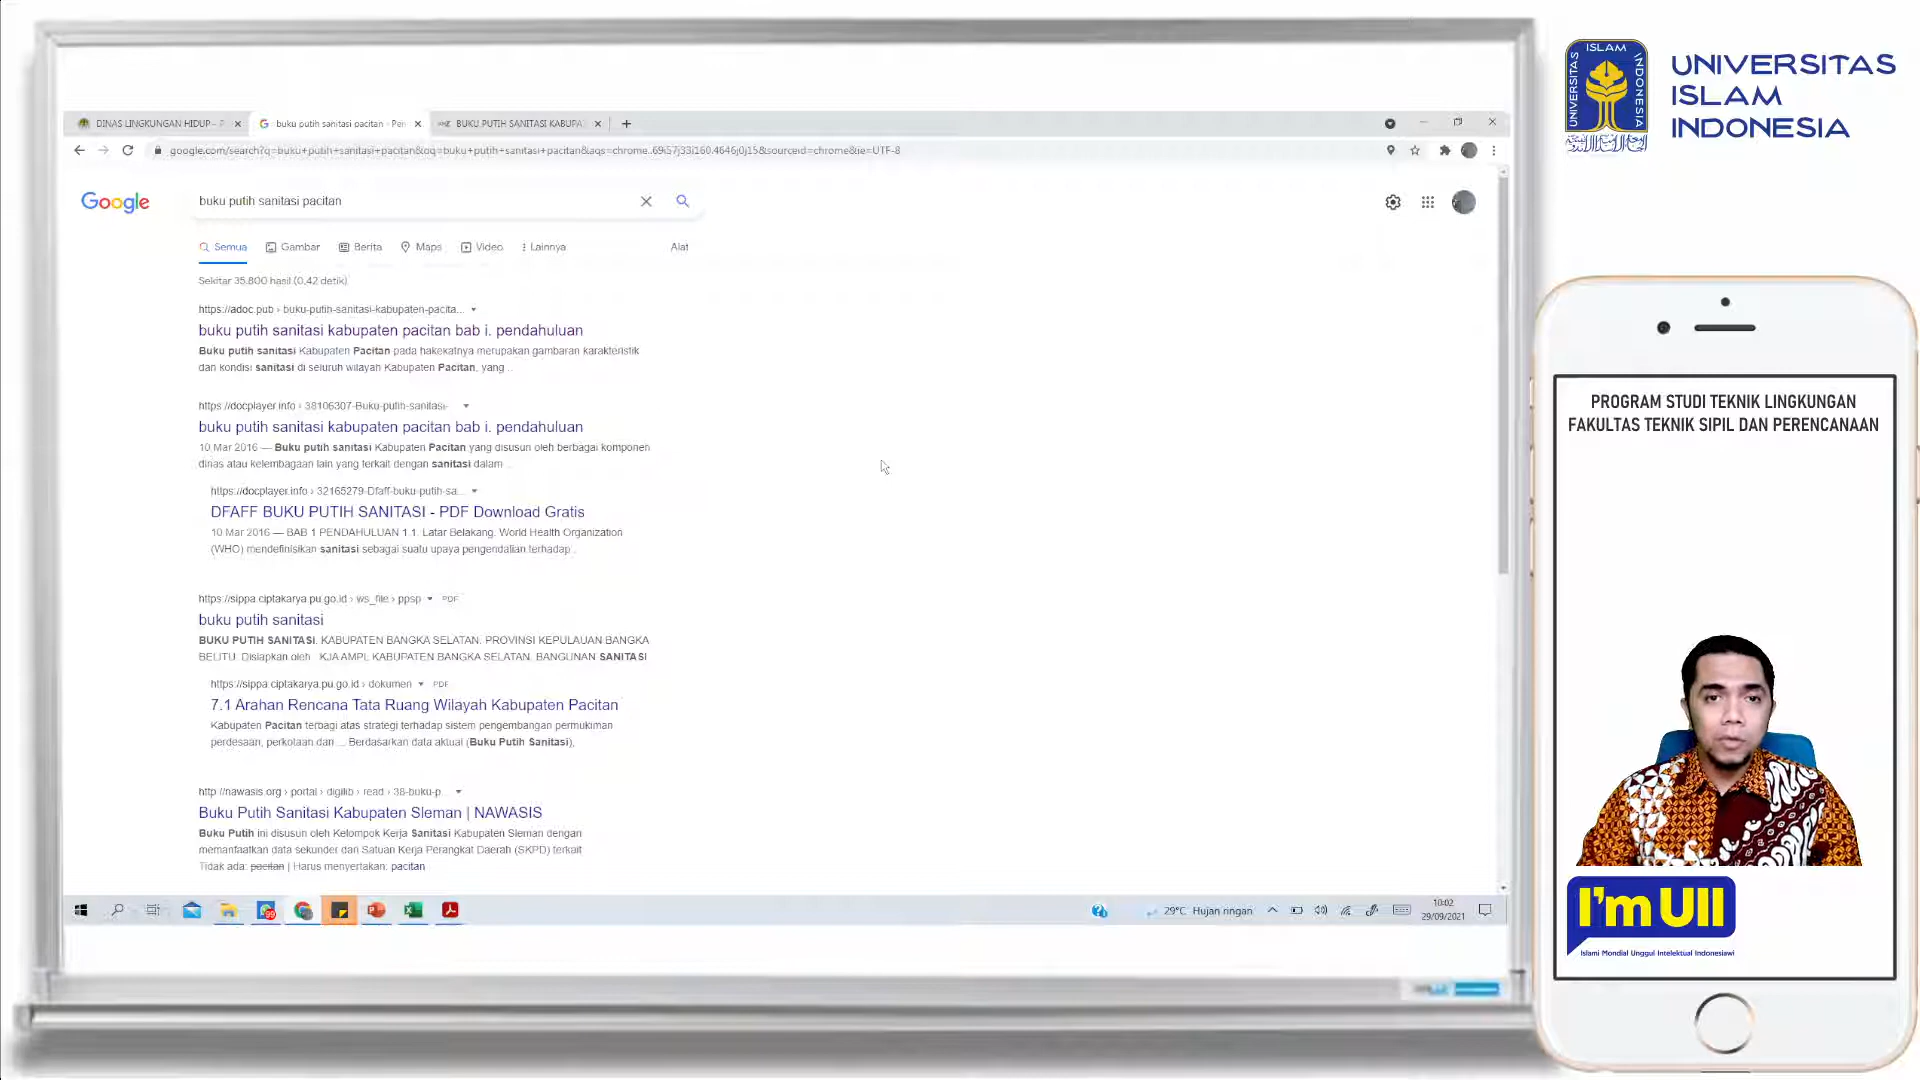 DINAS LINGKUNGAN HIDUP – P
buku putih sanitasi pacitan - Pen
BUKU PUTIH SANITASI KABUPA
google.com/search?q=buku+putih+sanitasi+pacitan&oq=buku+putih+sanitasi+pacitan&aqs=chrome..69i57j33i160.4646j0j15&sourceid=chrome&ie=UTF-8
Google
buku putih sanitasi pacitan
Semua Gambar Berita Maps Video Lainnya Alat
Sekitar 35.800 hasil (0,42 detik)
https://adoc.pub › buku-putih-sanitasi-kabupaten-pacita...
buku putih sanitasi kabupaten pacitan bab i. pendahuluan
Buku putih sanitasi Kabupaten Pacitan pada hakekatnya merupakan gambaran karakteristik
dan kondisi sanitasi di seluruh wilayah Kabupaten Pacitan, yang ...
https://docplayer.info › 38106307-Buku-putih-sanitasi-
buku putih sanitasi kabupaten pacitan bab i. pendahuluan
10 Mar 2016 — Buku putih sanitasi Kabupaten Pacitan yang disusun oleh berbagai komponen
dinas atau kelembagaan lain yang terkait dengan sanitasi dalam ...
https://docplayer.info › 32165279-Dfaff-buku-putih-sa...
DFAFF BUKU PUTIH SANITASI - PDF Download Gratis
10 Mar 2016 — BAB 1 PENDAHULUAN 1.1. Latar Belakang. World Health Organization
(WHO) mendefinisikan sanitasi sebagai suatu upaya pengendalian terhadap ...
https://sippa.ciptakarya.pu.go.id › ws_file › ppsp PDF
buku putih sanitasi
BUKU PUTIH SANITASI. KABUPATEN BANGKA SELATAN. PROVINSI KEPULAUAN BANGKA
BELITU. Disiapkan oleh : KJA AMPL KABUPATEN BANGKA SELATAN. BANGUNAN SANITASI
https://sippa.ciptakarya.pu.go.id › dokumen PDF
7.1 Arahan Rencana Tata Ruang Wilayah Kabupaten Pacitan
Kabupaten Pacitan terbagi atas strategi terhadap sistem pengembangan permukiman
perdesaan, perkotaan dan ... Berdasarkan data aktual (Buku Putih Sanitasi),
http://nawasis.org › portal › digilib › read › 38-buku-p...
Buku Putih Sanitasi Kabupaten Sleman | NAWASIS
Buku Putih ini disusun oleh Kelompok Kerja Sanitasi Kabupaten Sleman dengan
memanfaatkan data sekunder dari Satuan Kerja Perangkat Daerah (SKPD) terkait
Tidak ada: pacitan | Harus menyertakan: pacitan
29°C Hujan ringan
10:02
29/09/2021
UNIVERSITAS ISLAM INDONESIA
UNIVERSITAS
ISLAM
INDONESIA
PROGRAM STUDI TEKNIK LINGKUNGAN
FAKULTAS TEKNIK SIPIL DAN PERENCANAAN
I'm UII
Islami Mondial Unggul Intelektual Indonesiawi